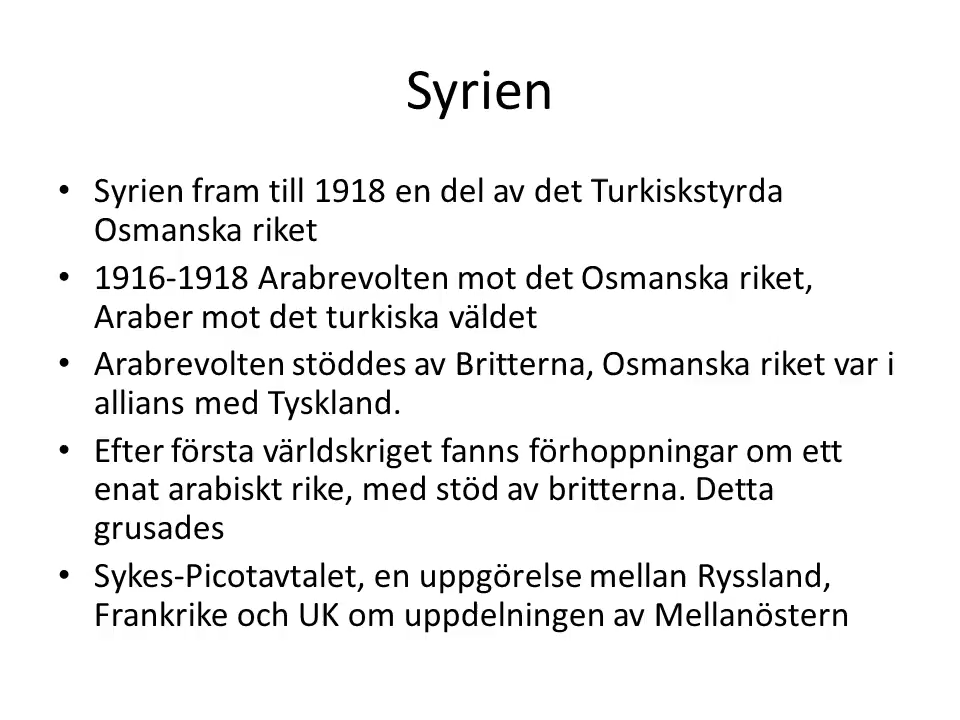 Syrien
• Syrien fram till 1918 en del av det Turkiskstyrda
Osmanska riket
• 1916-1918 Arabrevolten mot det Osmanska riket,
Araber mot det turkiska väldet
• Arabrevolten stöddes av Britterna, Osmanska riket var i
allians med Tyskland.
• Efter första världskriget fanns förhoppningar om ett
enat arabiskt rike, med stöd av britterna. Detta
grusades
• Sykes-Picotavtalet, en uppgörelse mellan Ryssland,
Frankrike och UK om uppdelningen av Mellanöstern